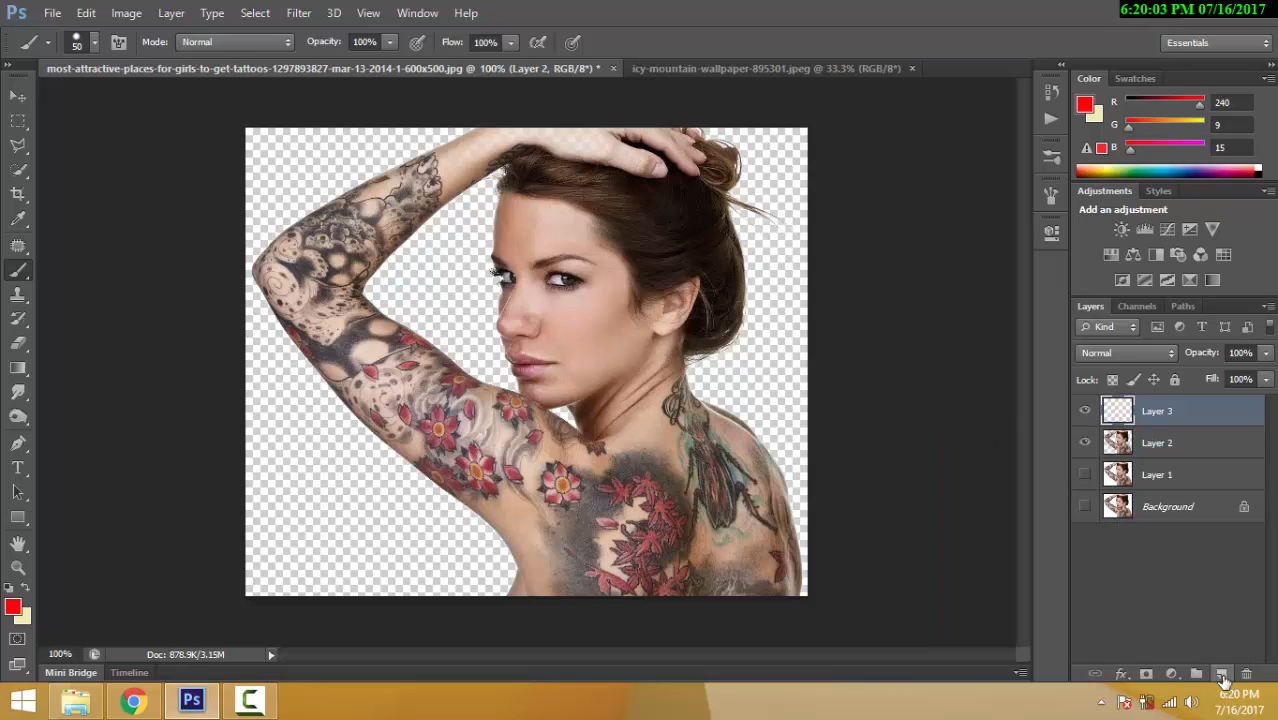 6:20:03 PM 07/16/2017
Ps File Edit Image Layer Type Select Filter 3D View Window Help
50 Mode: Normal Opacity: 100% Flow: 100% Essentials
most-attractive-places-for-girls-to-get-tattoos-1297893827-mar-13-2014-1-600x500.jpg @ 100% (Layer 2, RGB/8*) * × icy-mountain-wallpaper-895301.jpeg @ 33.3% (RGB/8*) ×
Color Swatches
R 240
G 9
B 15
Adjustments Styles
Add an adjustment
Layers Channels Paths
Kind
Normal Opacity: 100%
Lock: Fill: 100%
Layer 3
Layer 2
Layer 1
Background
100% Doc: 878.9K/3.15M
Mini Bridge Timeline
Ps C 6:20 PM
7/16/2017